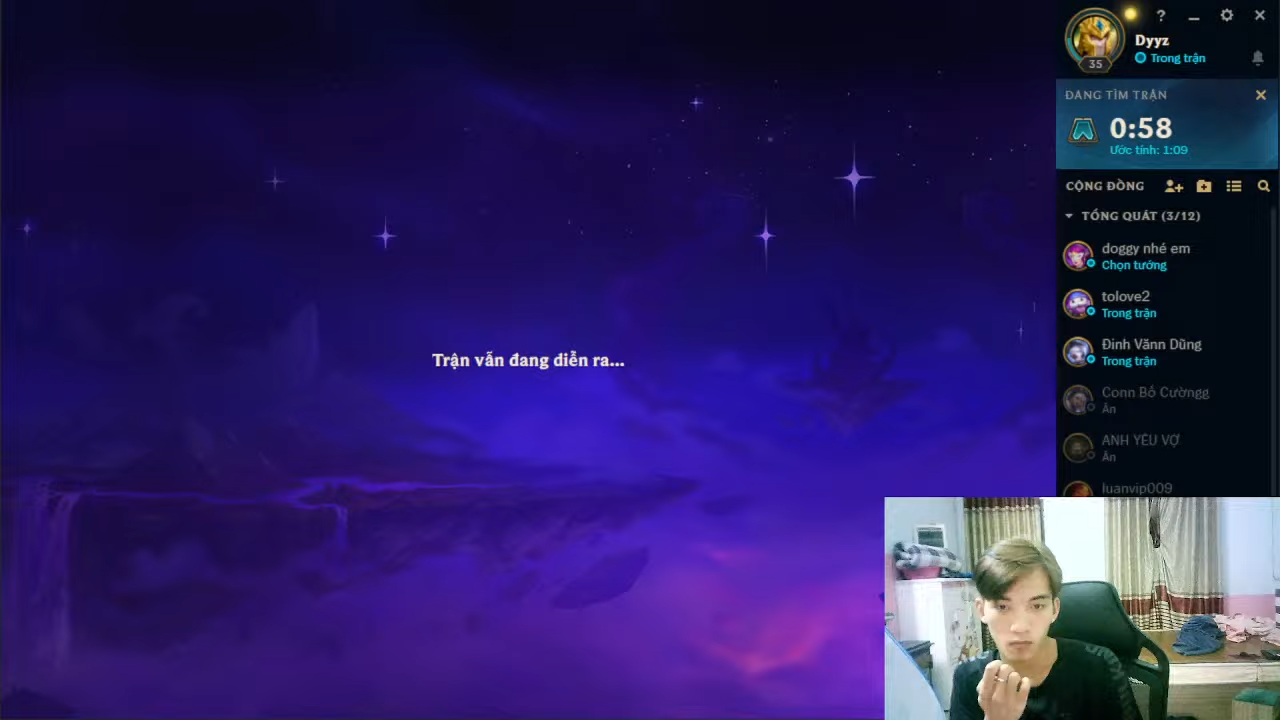 ?
Dyyz
35
Trong trận
ĐANG TÌM TRẬN
0:58
Ước tính: 1:09
CỘNG ĐỒNG
TỔNG QUÁT (3/12)
doggy nhé em
Chọn tướng
tolove2
Trong trận
Đinh Vănn Dũng
Trong trận
Conn Bố Cườngg
Ẩn
ANH YÊU VỢ
Ẩn
luanvip009
Trận vẫn đang diễn ra...